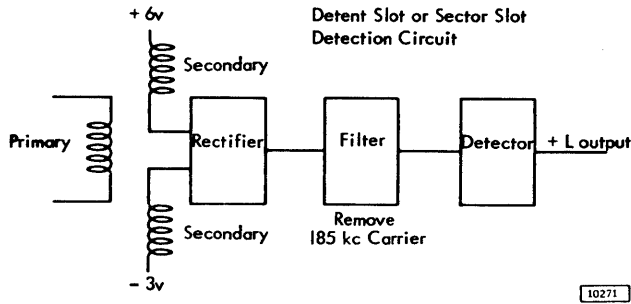 + 6v
Detent Slot or Sector Slot
Detection Circuit
Secondary
Primary
Rectifier
Filter
Detector
+ L output
Secondary
Remove
185 kc Carrier
- 3v
10271